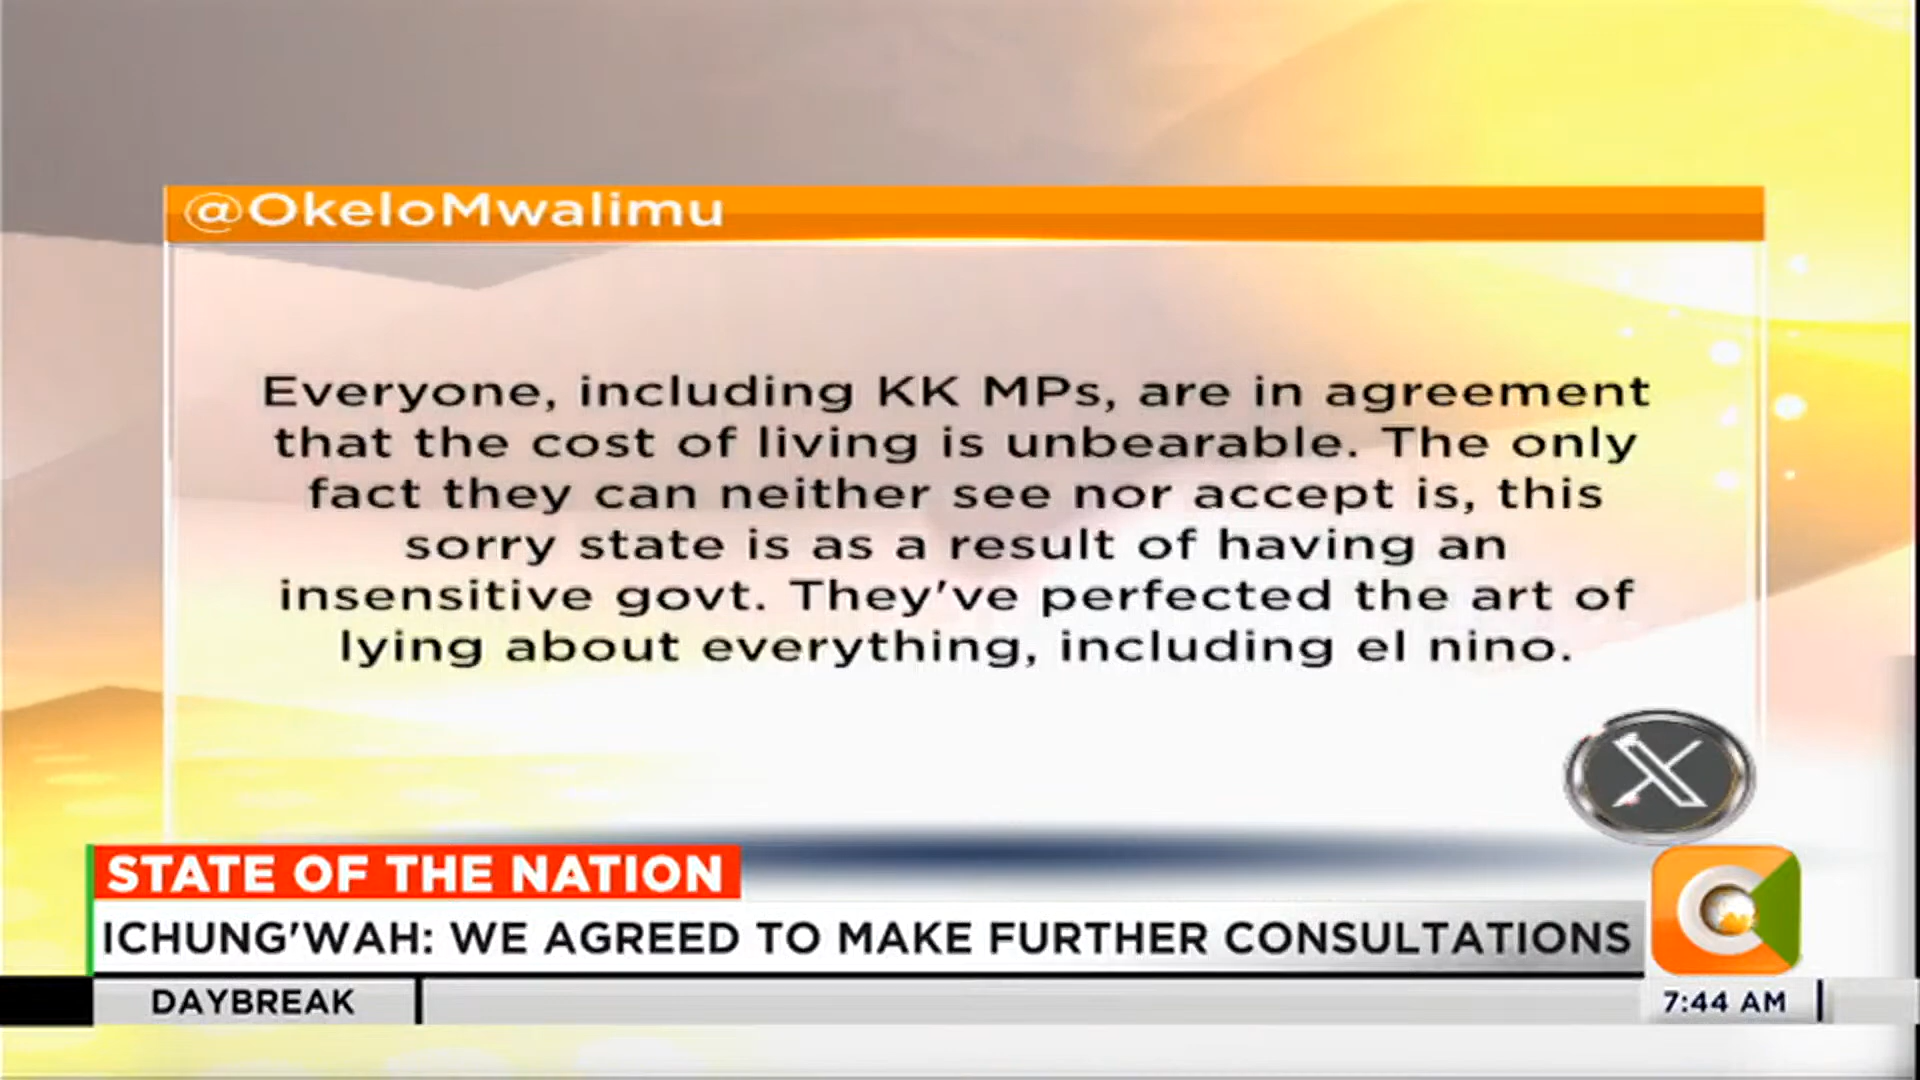 @OkeloMwalimu
Everyone, including KK MPs, are in agreement
that the cost of living is unbearable. The only
fact they can neither see nor accept is, this
sorry state is as a result of having an
insensitive govt. They've perfected the art of
lying about everything, including el nino.
STATE OF THE NATION
ICHUNG'WAH: WE AGREED TO MAKE FURTHER CONSULTATIONS
DAYBREAK
7:44 AM